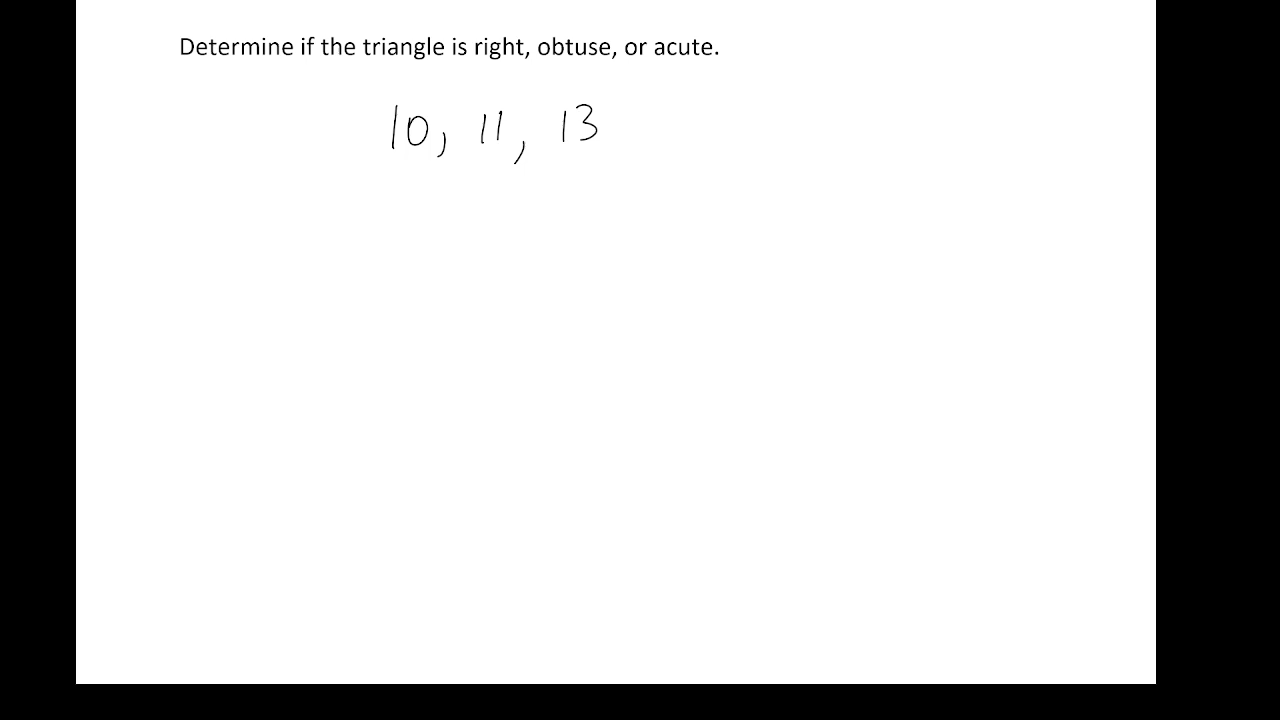 Determine if the triangle is right, obtuse, or acute.
10, 11, 13